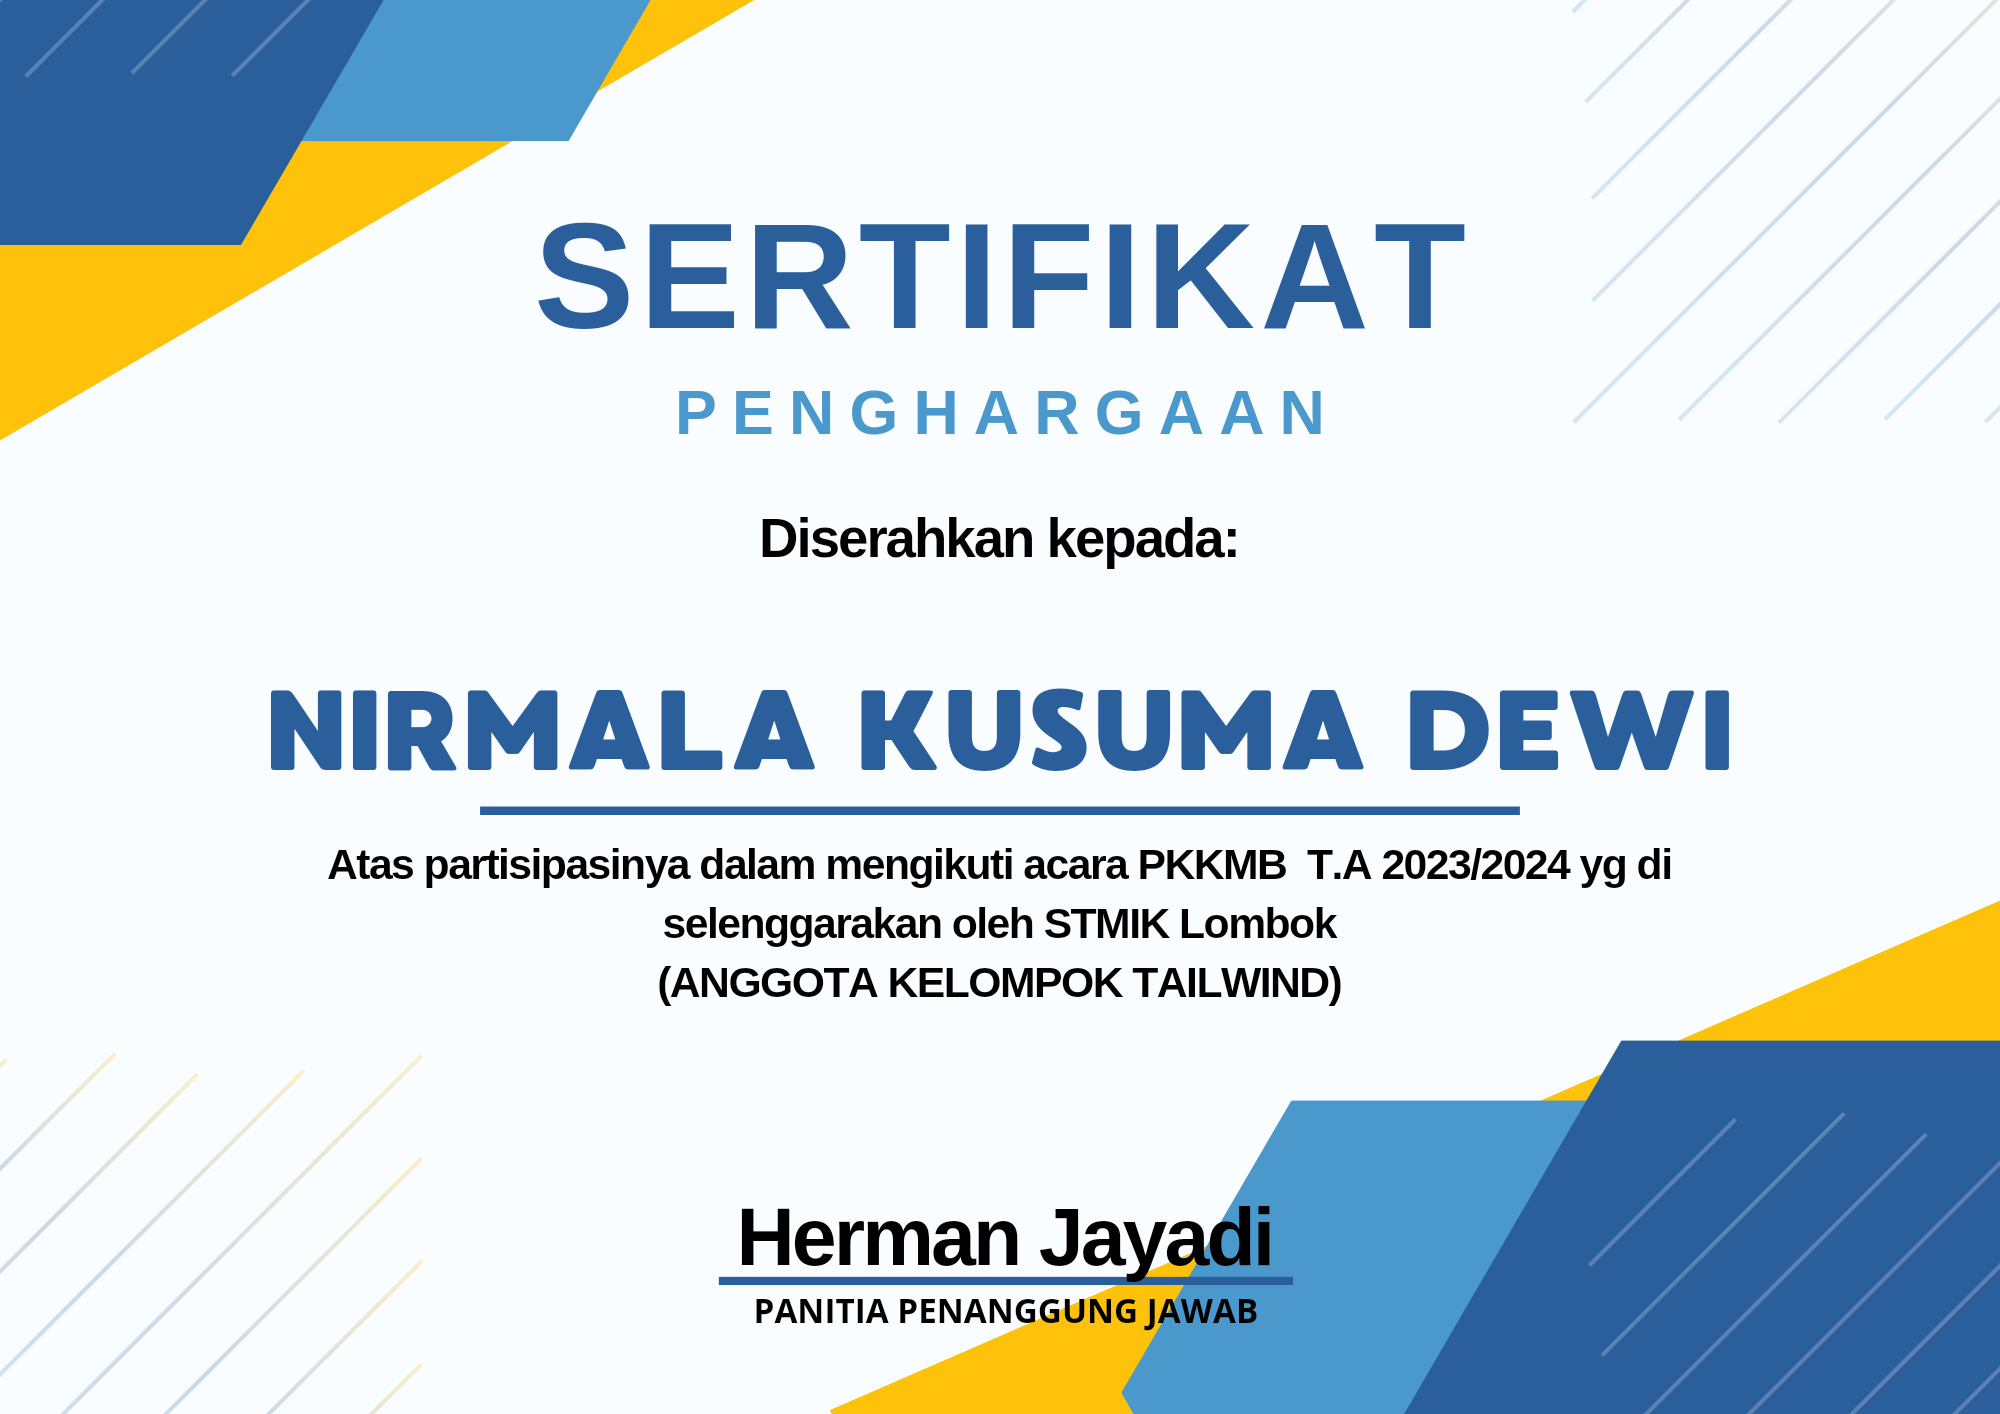 SERTIFIKAT
PENGHARGAAN
Diserahkan kepada:
NIRMALA KUSUMA DEWI
Atas partisipasinya dalam mengikuti acara PKKMB  T.A 2023/2024 yg di
selenggarakan oleh STMIK Lombok
(ANGGOTA KELOMPOK TAILWIND)
Herman Jayadi
PANITIA PENANGGUNG JAWAB